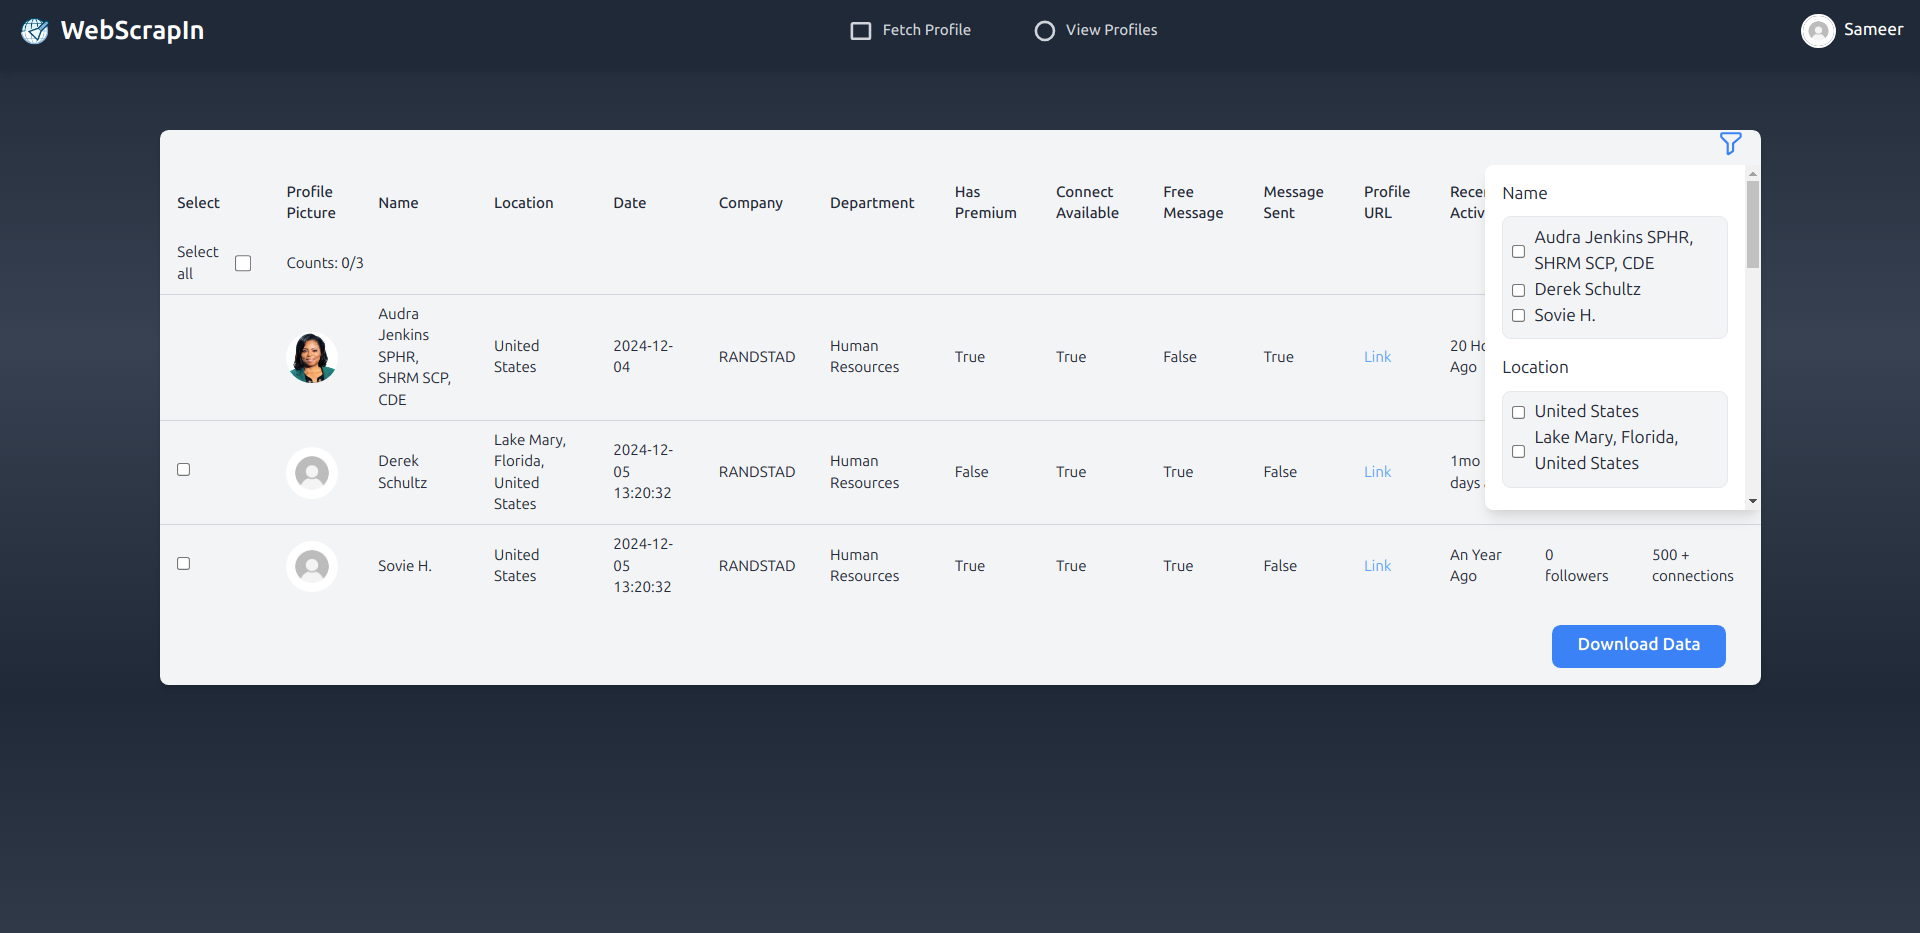 WebScrapIn
Fetch Profile
View Profiles
Sameer
Select
Profile
Picture
Name
Location
Date
Company
Department
Has
Premium
Connect
Available
Free
Message
Message
Sent
Profile
URL
Select
all
Counts: 0/3
Audra
Jenkins
SPHR,
SHRM SCP,
CDE
United
States
2024-12-
04
RANDSTAD
Human
Resources
True
True
False
True
Link
20
Ago
Derek
Schultz
Lake Mary,
Florida,
United
States
2024-12-
05
13:20:32
RANDSTAD
Human
Resources
False
True
True
False
Link
1mo
days
Sovie H.
United
States
2024-12-
05
13:20:32
RANDSTAD
Human
Resources
True
True
True
False
Link
An Year
Ago
0
followers
500 +
connections
Name
Audra Jenkins SPHR,
SHRM SCP, CDE
Derek Schultz
Sovie H.
Location
United States
Lake Mary, Florida,
United States
Download Data